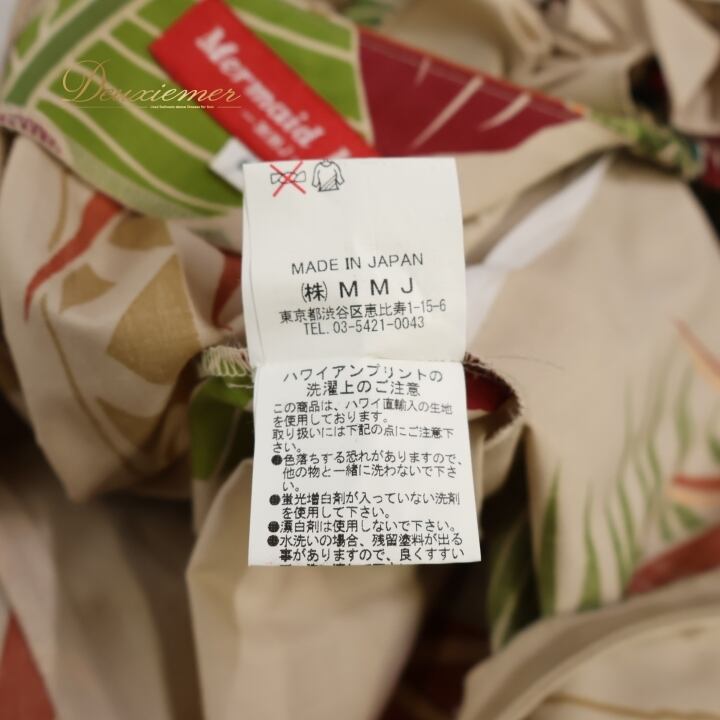 Deuxiemer
Mermaid
MADE IN JAPAN
㈱ M M J
東京都渋谷区恵比寿1-15-6
TEL. 03-5421-0043
ハワイアンプリントの
洗濯上のご注意
この商品は、ハワイ直輸入の生地
を使用しております。
取り扱いには下記の点にご注意下
さい。
●色落ちする恐れがありますので、
他の物と一緒に洗わないで下さ
い。
●蛍光増白剤が入っていない洗剤
を使用して下さい。
●漂白剤は使用しないで下さい。
●水洗いの場合、残留塗料が出る
事がありますので、良くすすい